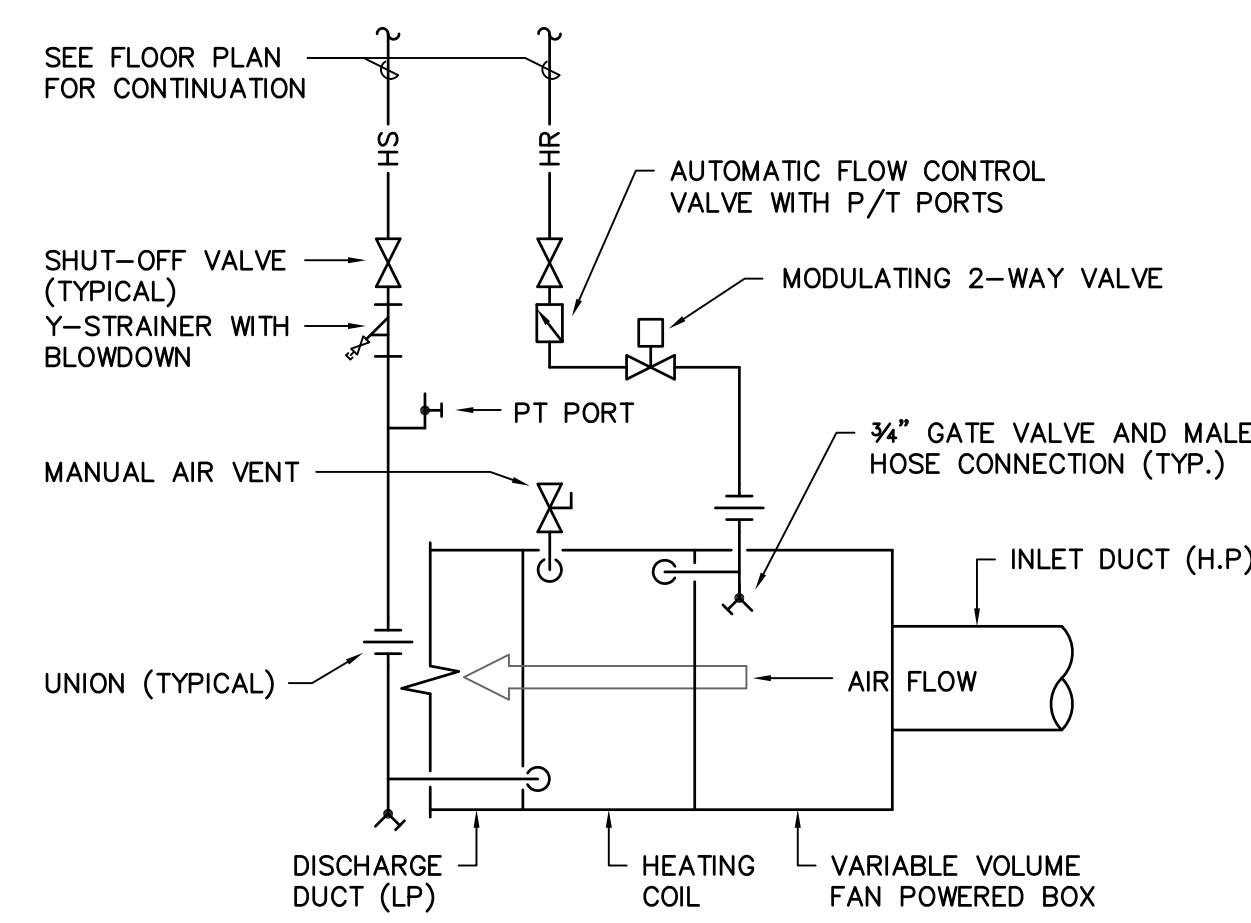 SEE FLOOR PLAN
FOR CONTINUATION
HS
HR
AUTOMATIC FLOW CONTROL
VALVE WITH P/T PORTS
SHUT-OFF VALVE
(TYPICAL)
MODULATING 2-WAY VALVE
Y-STRAINER WITH
BLOWDOWN
PT PORT
¾" GATE VALVE AND MALE
HOSE CONNECTION (TYP.)
MANUAL AIR VENT
INLET DUCT (H.P)
UNION (TYPICAL)
AIR FLOW
DISCHARGE
DUCT (LP)
HEATING
COIL
VARIABLE VOLUME
FAN POWERED BOX